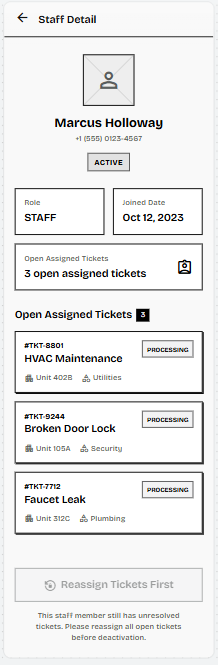 Staff Detail
Marcus Holloway
+1 (555) 0123-4567
ACTIVE
Role
STAFF
Joined Date
Oct 12, 2023
Open Assigned Tickets
3 open assigned tickets
Open Assigned Tickets 3
#TKT-8801
PROCESSING
HVAC Maintenance
Unit 402B Utilities
#TKT-9244
PROCESSING
Broken Door Lock
Unit 105A Security
#TKT-7712
PROCESSING
Faucet Leak
Unit 312C Plumbing
Reassign Tickets First
This staff member still has unresolved
tickets. Please reassign all open tickets
before deactivation.